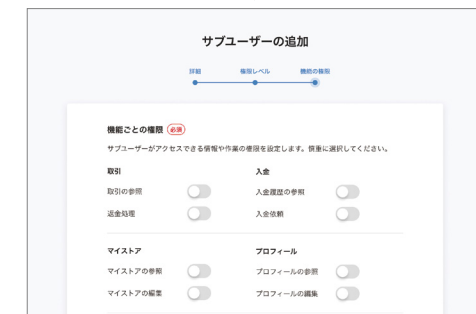 サブユーザーの追加
詳細 権限レベル 機能の権限
機能ごとの権限 必須
サブユーザーがアクセスできる情報や作業の権限を設定します。慎重に選択してください。
取引 入金
取引の参照 入金履歴の参照
返金処理 入金依頼
マイストア プロフィール
マイストアの参照 プロフィールの参照
マイストアの編集 プロフィールの編集